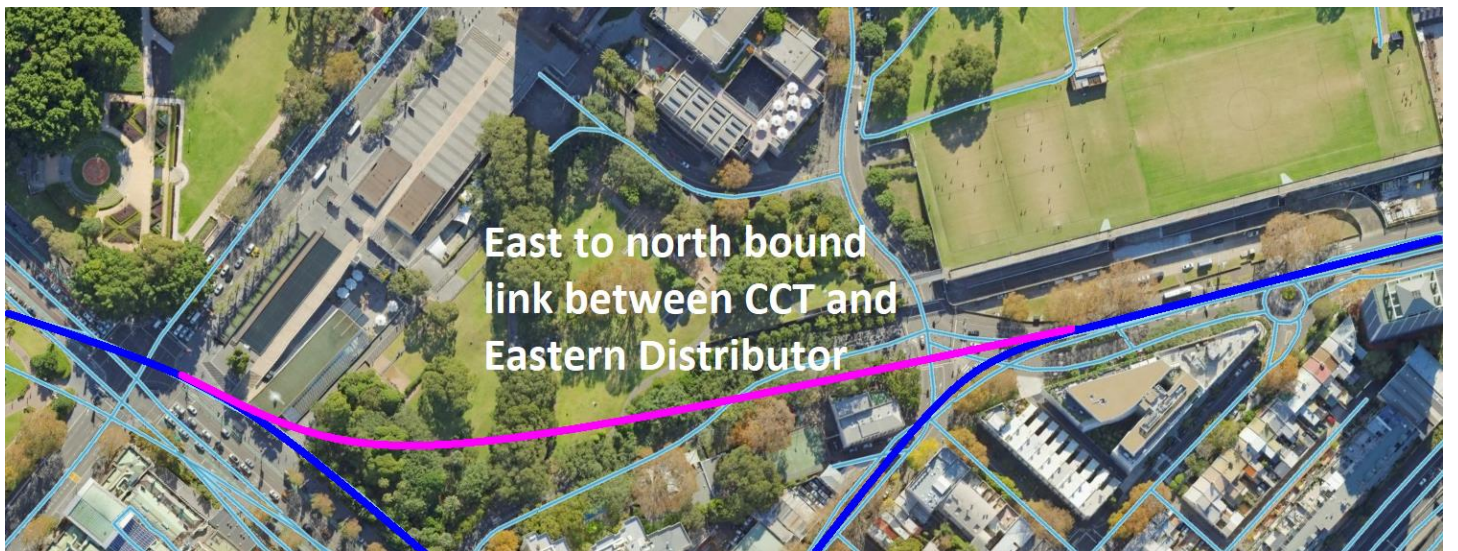 East to north bound
link between CCT and
Eastern Distributor